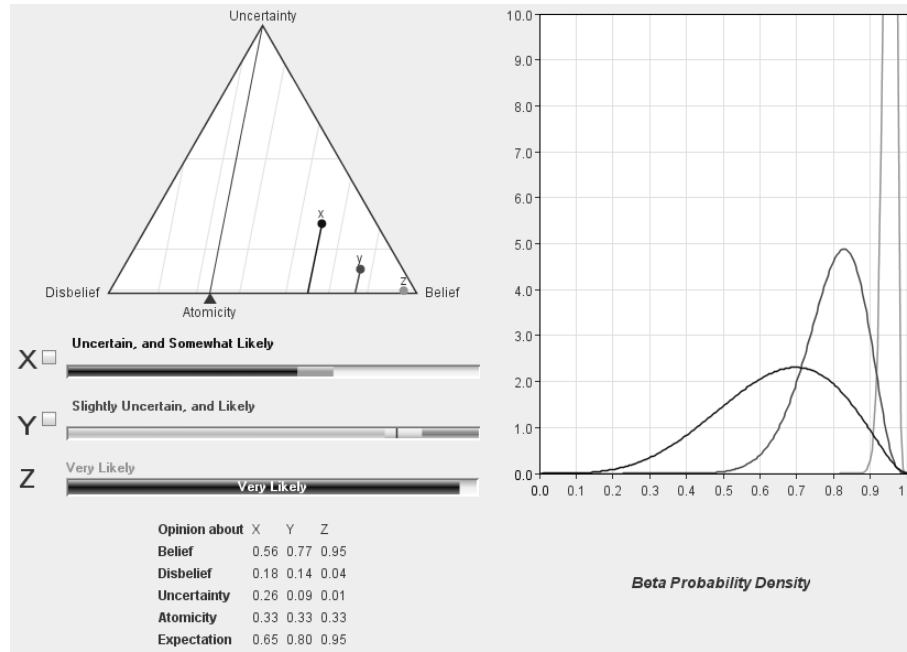 Uncertainty
x
y
z
Disbelief
Belief
Atomicity
X
Uncertain, and Somewhat Likely
Y
Slightly Uncertain, and Likely
Z
Very Likely
Very Likely
Opinion about X Y Z
Belief 0.56 0.77 0.95
Disbelief 0.18 0.14 0.04
Uncertainty 0.26 0.09 0.01
Atomicity 0.33 0.33 0.33
Expectation 0.65 0.80 0.95
10.0
9.0
8.0
7.0
6.0
5.0
4.0
3.0
2.0
1.0
0.0
0.0 0.1 0.2 0.3 0.4 0.5 0.6 0.7 0.8 0.9 1
Beta Probability Density